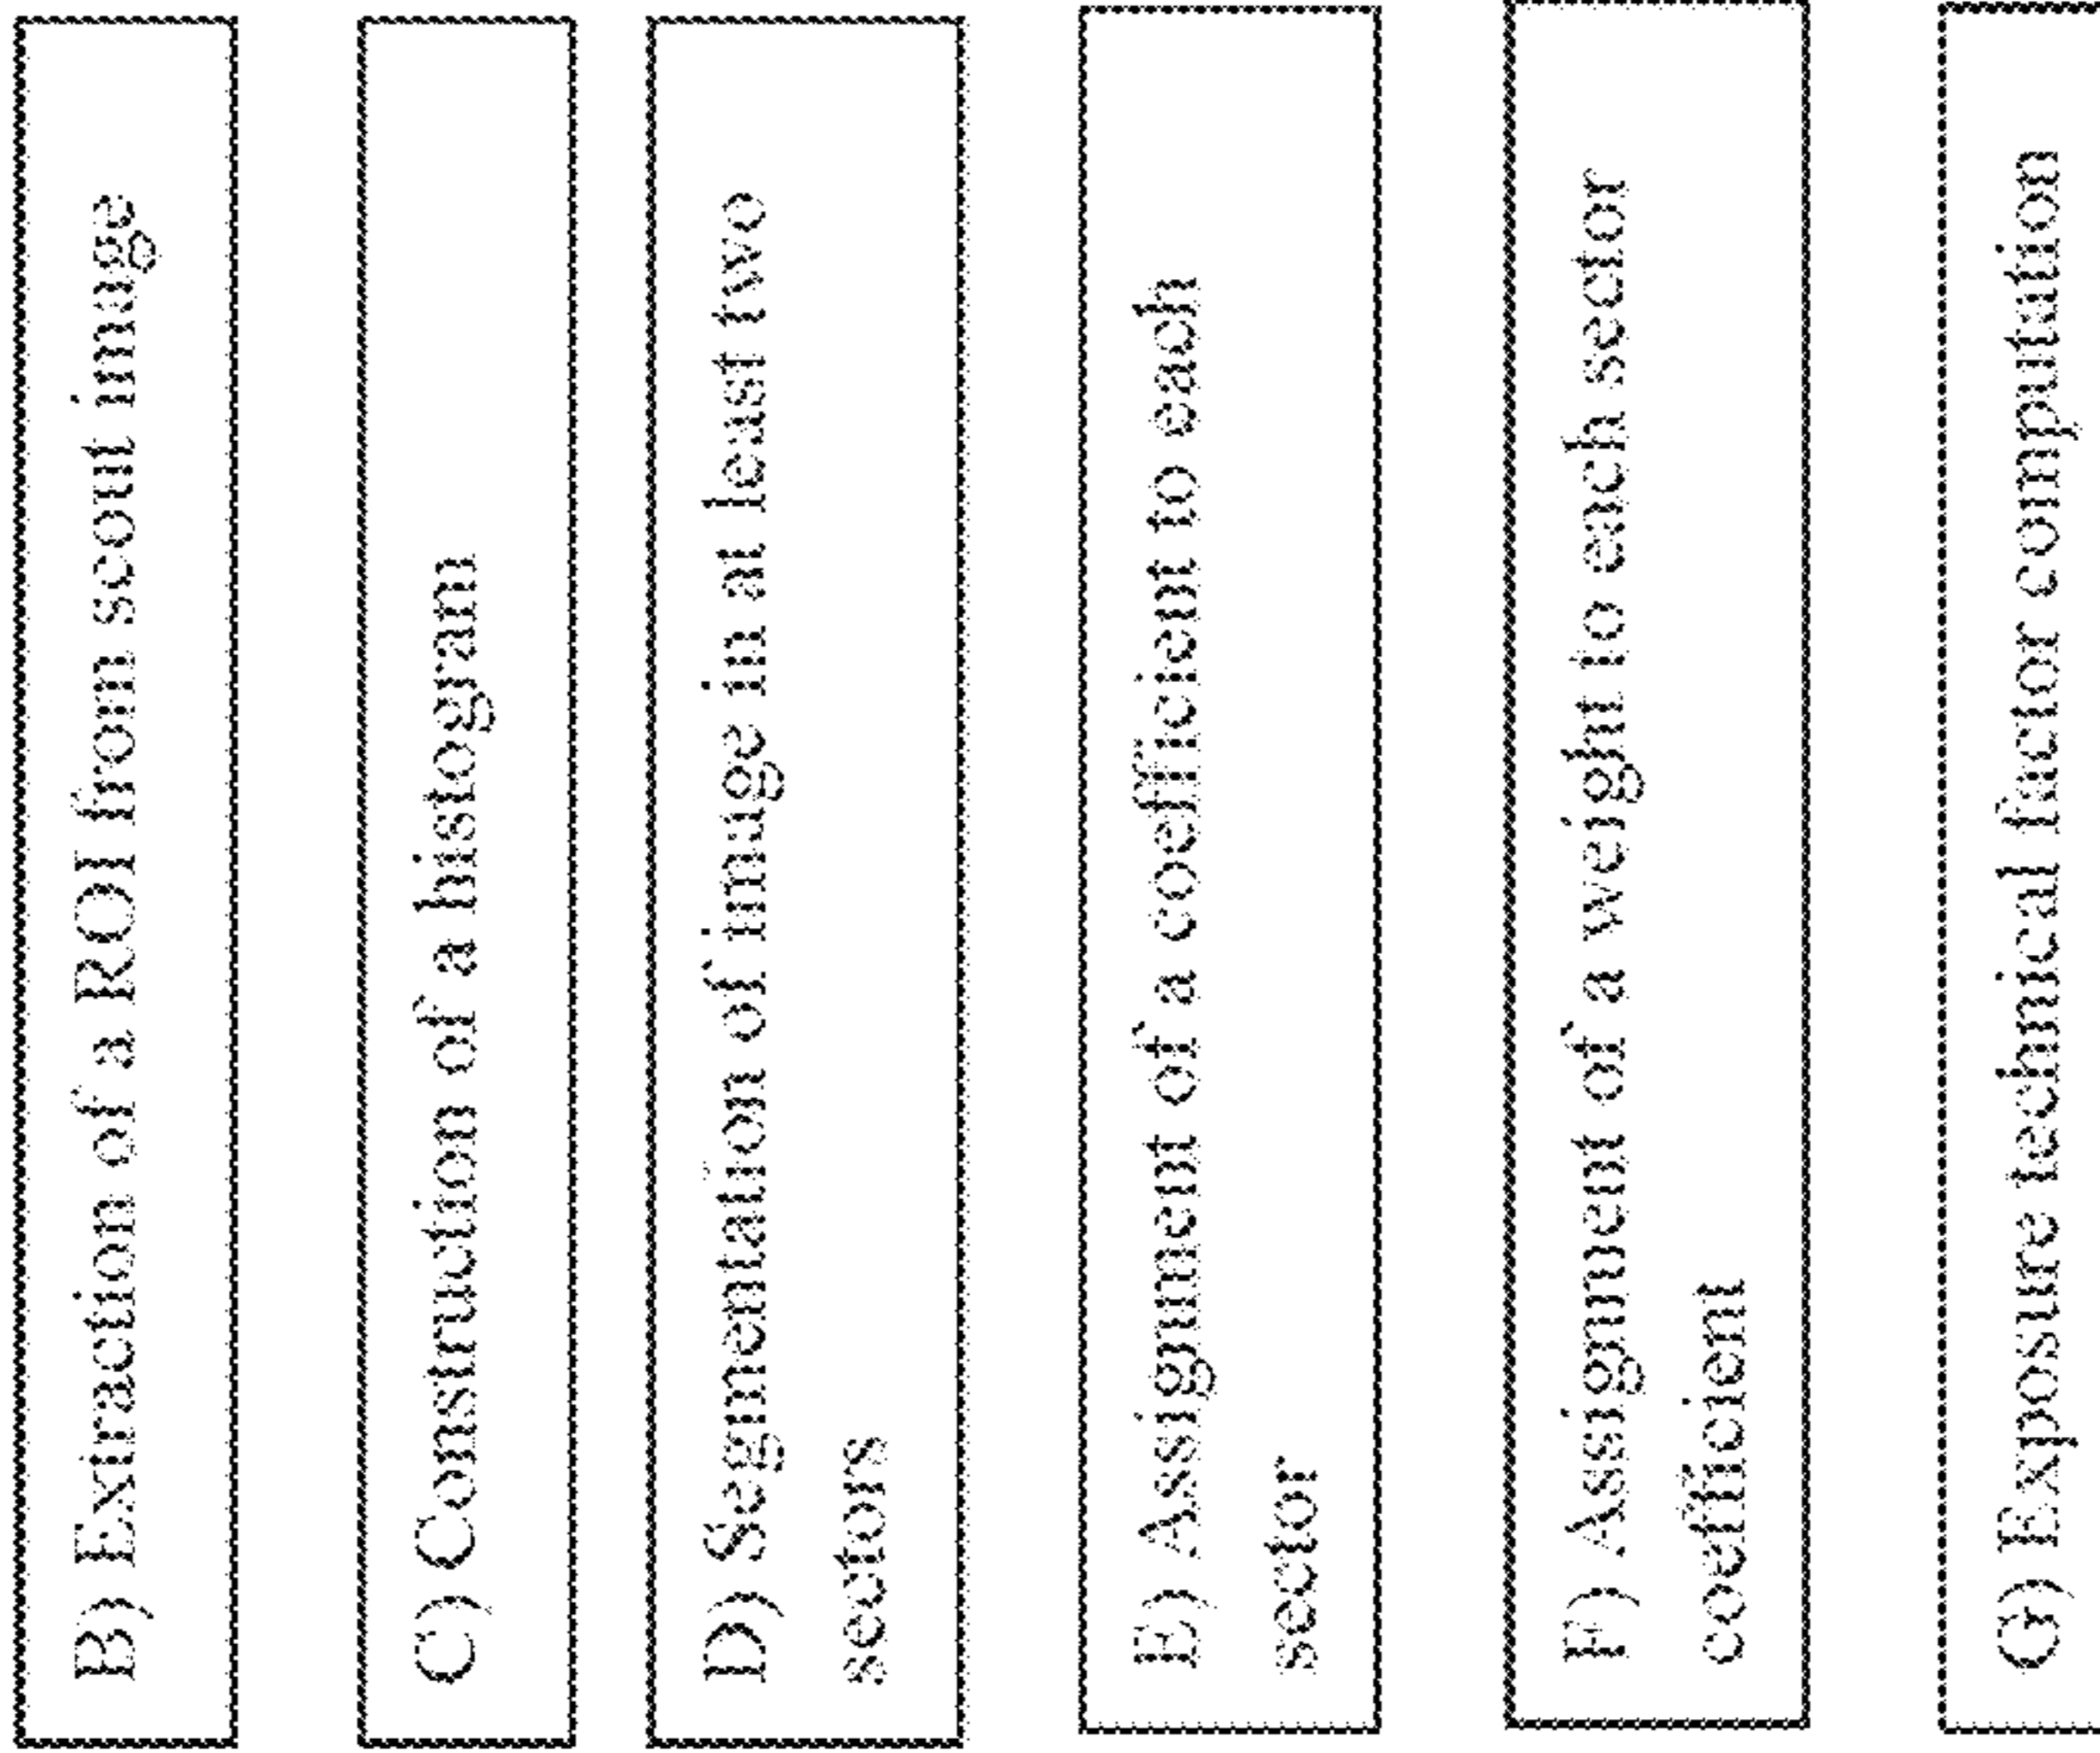 B) Extraction of a ROI from scout image
C) Construction of a histogram
D) Segmentation of image in at least two
sectors
E) Assignment of a coefficient to each
sector
F) Assignment of a weight to each sector
coefficient
G) Exposure technical factor computation